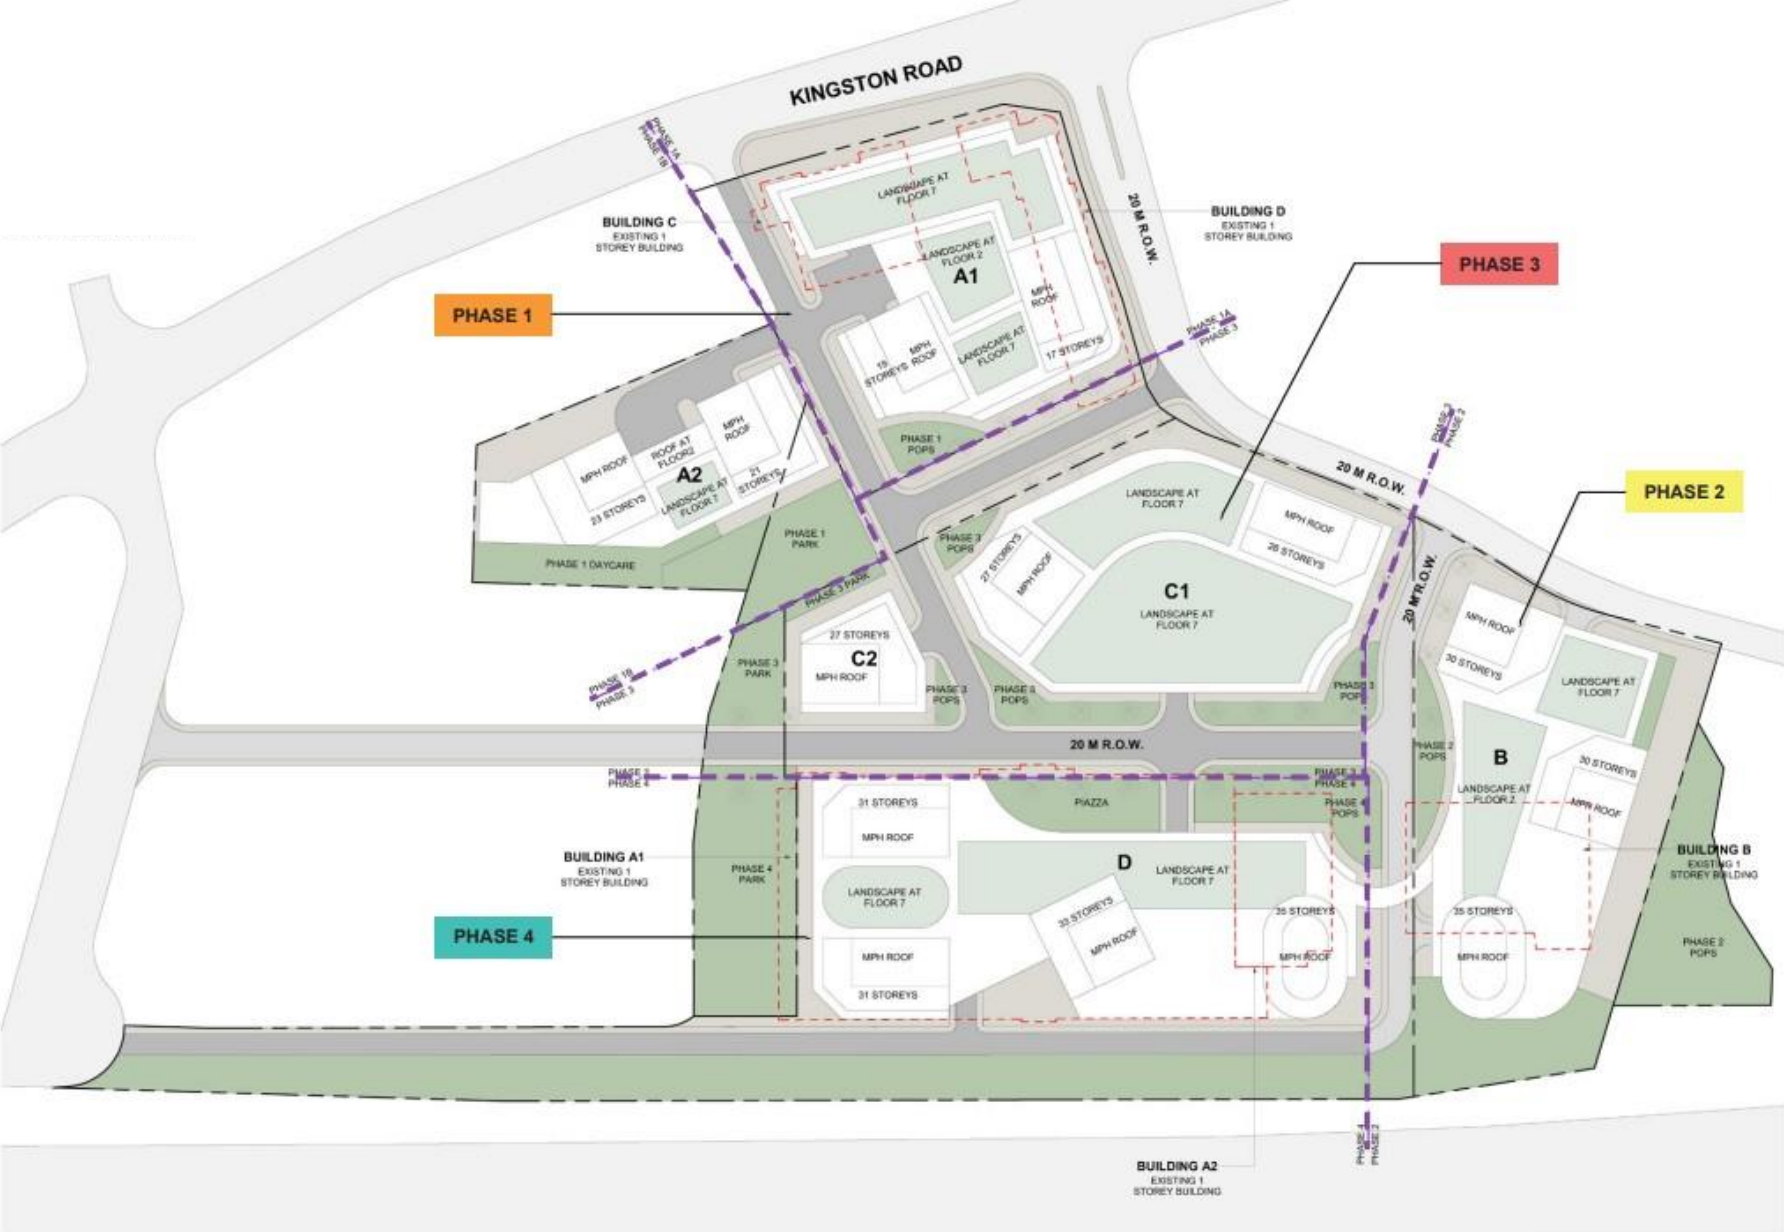 KINGSTON ROAD
PHASE 1A
PHASE 1B
LANDSCAPE AT
FLOOR 7
20 M R.O.W.
BUILDING C
EXISTING 1
STOREY BUILDING
BUILDING D
EXISTING 1
STOREY BUILDING
LANDSCAPE AT
FLOOR 2
A1
PHASE 3
MPH
ROOF
PHASE 1
PHASE 1A
PHASE 3
15
STOREYS
MPH
ROOF
LANDSCAPE AT
FLOOR 7
17 STOREYS
PHASE 1
POPS
MPH
ROOF
ROOF AT
FLOOR2
MPH ROOF
A2
21
STOREYS
LANDSCAPE AT
FLOOR 7
23 STOREYS
PHASE 3
PHASE 2
20 M R.O.W.
PHASE 2
LANDSCAPE AT
FLOOR 7
MPH ROOF
26 STOREYS
PHASE 1
PARK
PHASE 3
POPS
27 STOREYS
MPH ROOF
PHASE 1 DAYCARE
PHASE 3 PARK
C1
LANDSCAPE AT
FLOOR 7
20 M R.O.W.
MPH ROOF
30 STOREYS
27 STOREYS
C2
MPH ROOF
PHASE 3
PARK
PHASE 1B
PHASE 3
PHASE 3
POPS
PHASE 3
POPS
PHASE 3
POPS
LANDSCAPE AT
FLOOR 7
20 M R.O.W.
PHASE 2
POPS
B
30 STOREYS
MPH ROOF
LANDSCAPE AT
FLOOR 2
PHASE 3
PHASE 4
PHASE 3
PHASE 4
31 STOREYS
MPH ROOF
PIAZZA
PHASE 4
POPS
BUILDING A1
EXISTING 1
STOREY BUILDING
PHASE 4
PARK
D
LANDSCAPE AT
FLOOR 7
BUILDING B
EXISTING 1
STOREY BUILDING
LANDSCAPE AT
FLOOR 7
33 STOREYS
MPH ROOF
35 STOREYS
MPH ROOF
35 STOREYS
MPH ROOF
PHASE 4
MPH ROOF
31 STOREYS
PHASE 2
POPS
PHASE 4
PHASE 2
BUILDING A2
EXISTING 1
STOREY BUILDING